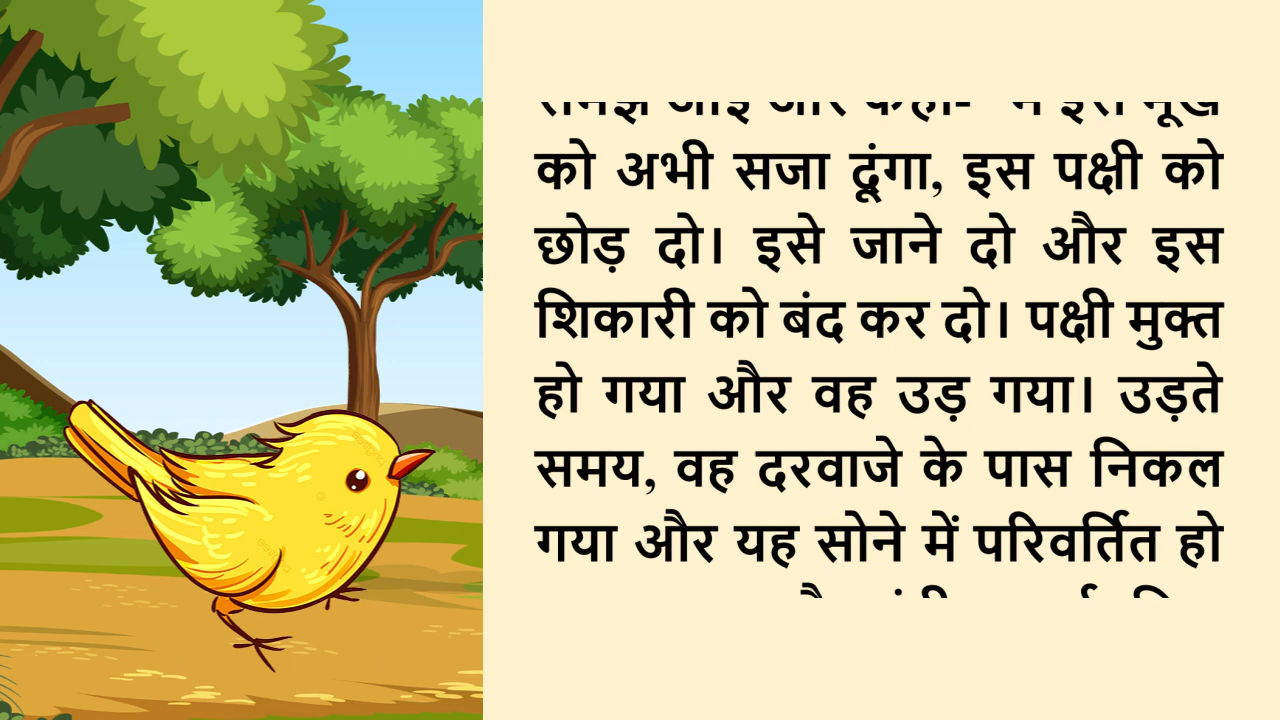 को अभी सजा दूंगा, इस पक्षी को
छोड़ दो। इसे जाने दो और इस
शिकारी को बंद कर दो। पक्षी मुक्त
हो गया और वह उड़ गया। उड़ते
समय, वह दरवाजे के पास निकल
गया और यह सोने में परिवर्तित हो